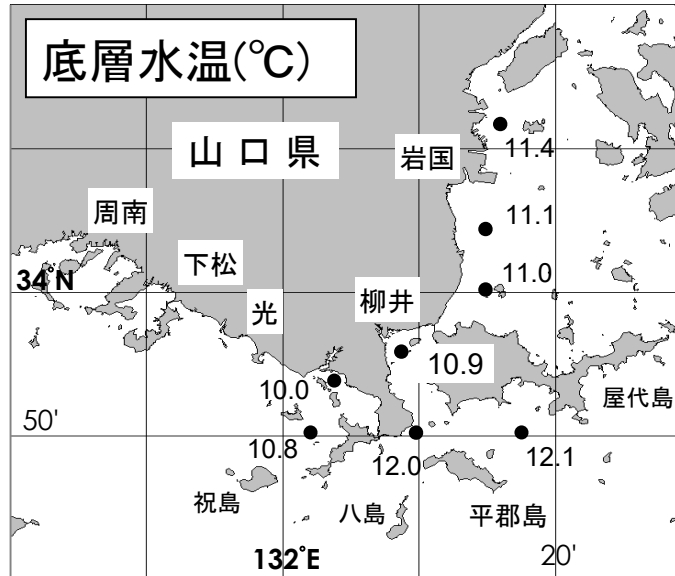 底層水温(℃)
山口県
岩国
11.4
周南
11.1
下松
34°N
11.0
光
柳井
10.9
10.0
屋代島
50'
10.8
12.0
12.1
祝島
八島
平郡島
132°E
20'